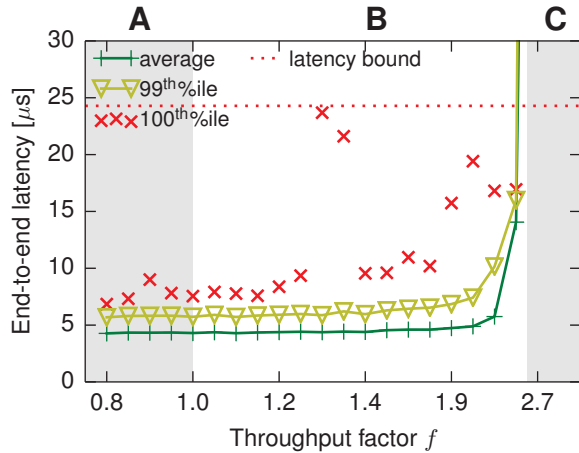 A B C
average latency bound
99th%ile
100th%ile
End-to-end latency [μs]
30
25
20
15
10
5
0
0.8 1.0 1.2 1.4 1.9 2.7
Throughput factor f